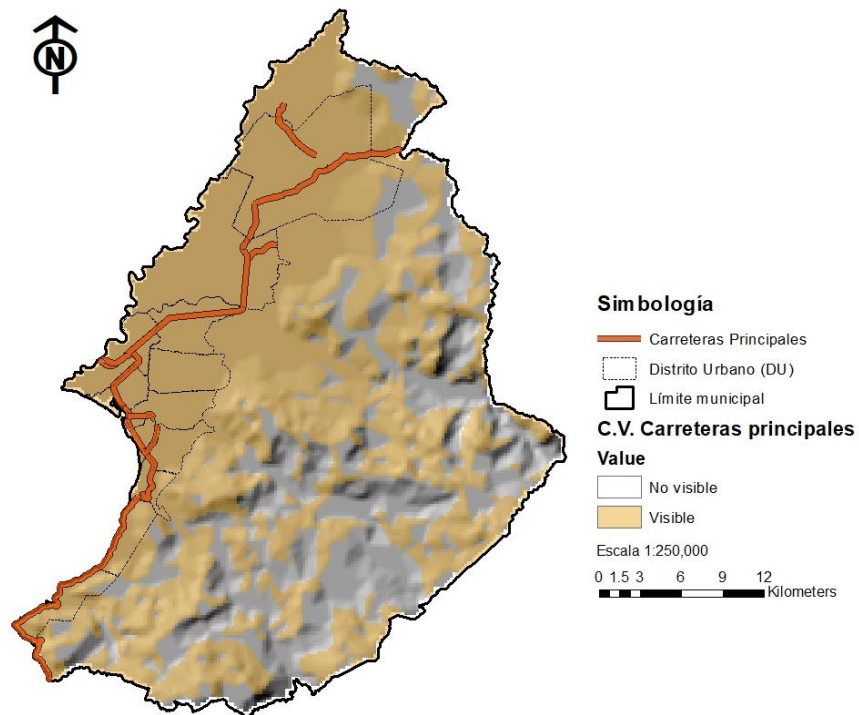 N
Simbología
Carreteras Principales
Distrito Urbano (DU)
Límite municipal
C.V. Carreteras principales
Value
No visible
Visible
Escala 1:250,000
0 1.5 3 6 9 12
Kilometers